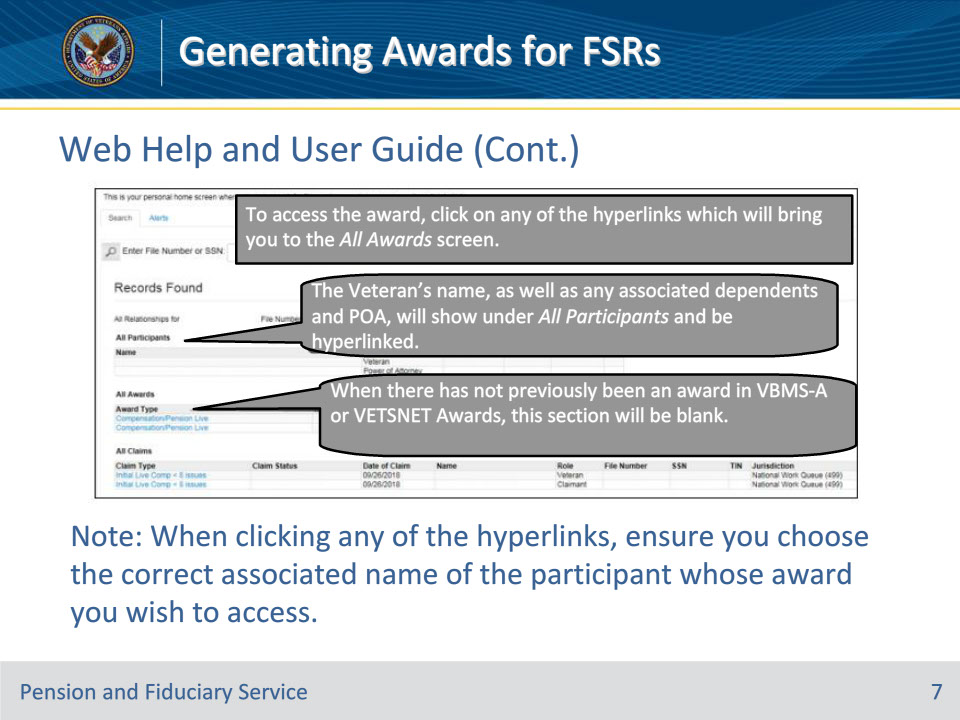 Generating Awards for FSRs
Web Help and User Guide (Cont.)
This is your personal home screen
To access the award, click on any of the hyperlinks which will bring
you to the All Awards screen.
Search Alerts
Enter File Number or SSN:
Records Found
The Veteran's name, as well as any associated dependents
and POA, will show under All Participants and be
hyperlinked.
All Relationships for File Number
All Participants
Name
Veteran
Power of Attorney
When there has not previously been an award in VBMS-A
or VETSNET Awards, this section will be blank.
All Awards
Award Type
Compensation/Pension Live
Compensation/Pension Live
All Claims
Claim Type Claim Status Date of Claim Name Role File Number SSN TIN Jurisdiction
Initial Live Comp < 8 issues 09/26/2018 Veteran National Work Queue (499)
Initial Live Comp < 8 issues 09/26/2018 Claimant National Work Queue (499)
Note: When clicking any of the hyperlinks, ensure you choose
the correct associated name of the participant whose award
you wish to access.
Pension and Fiduciary Service 7